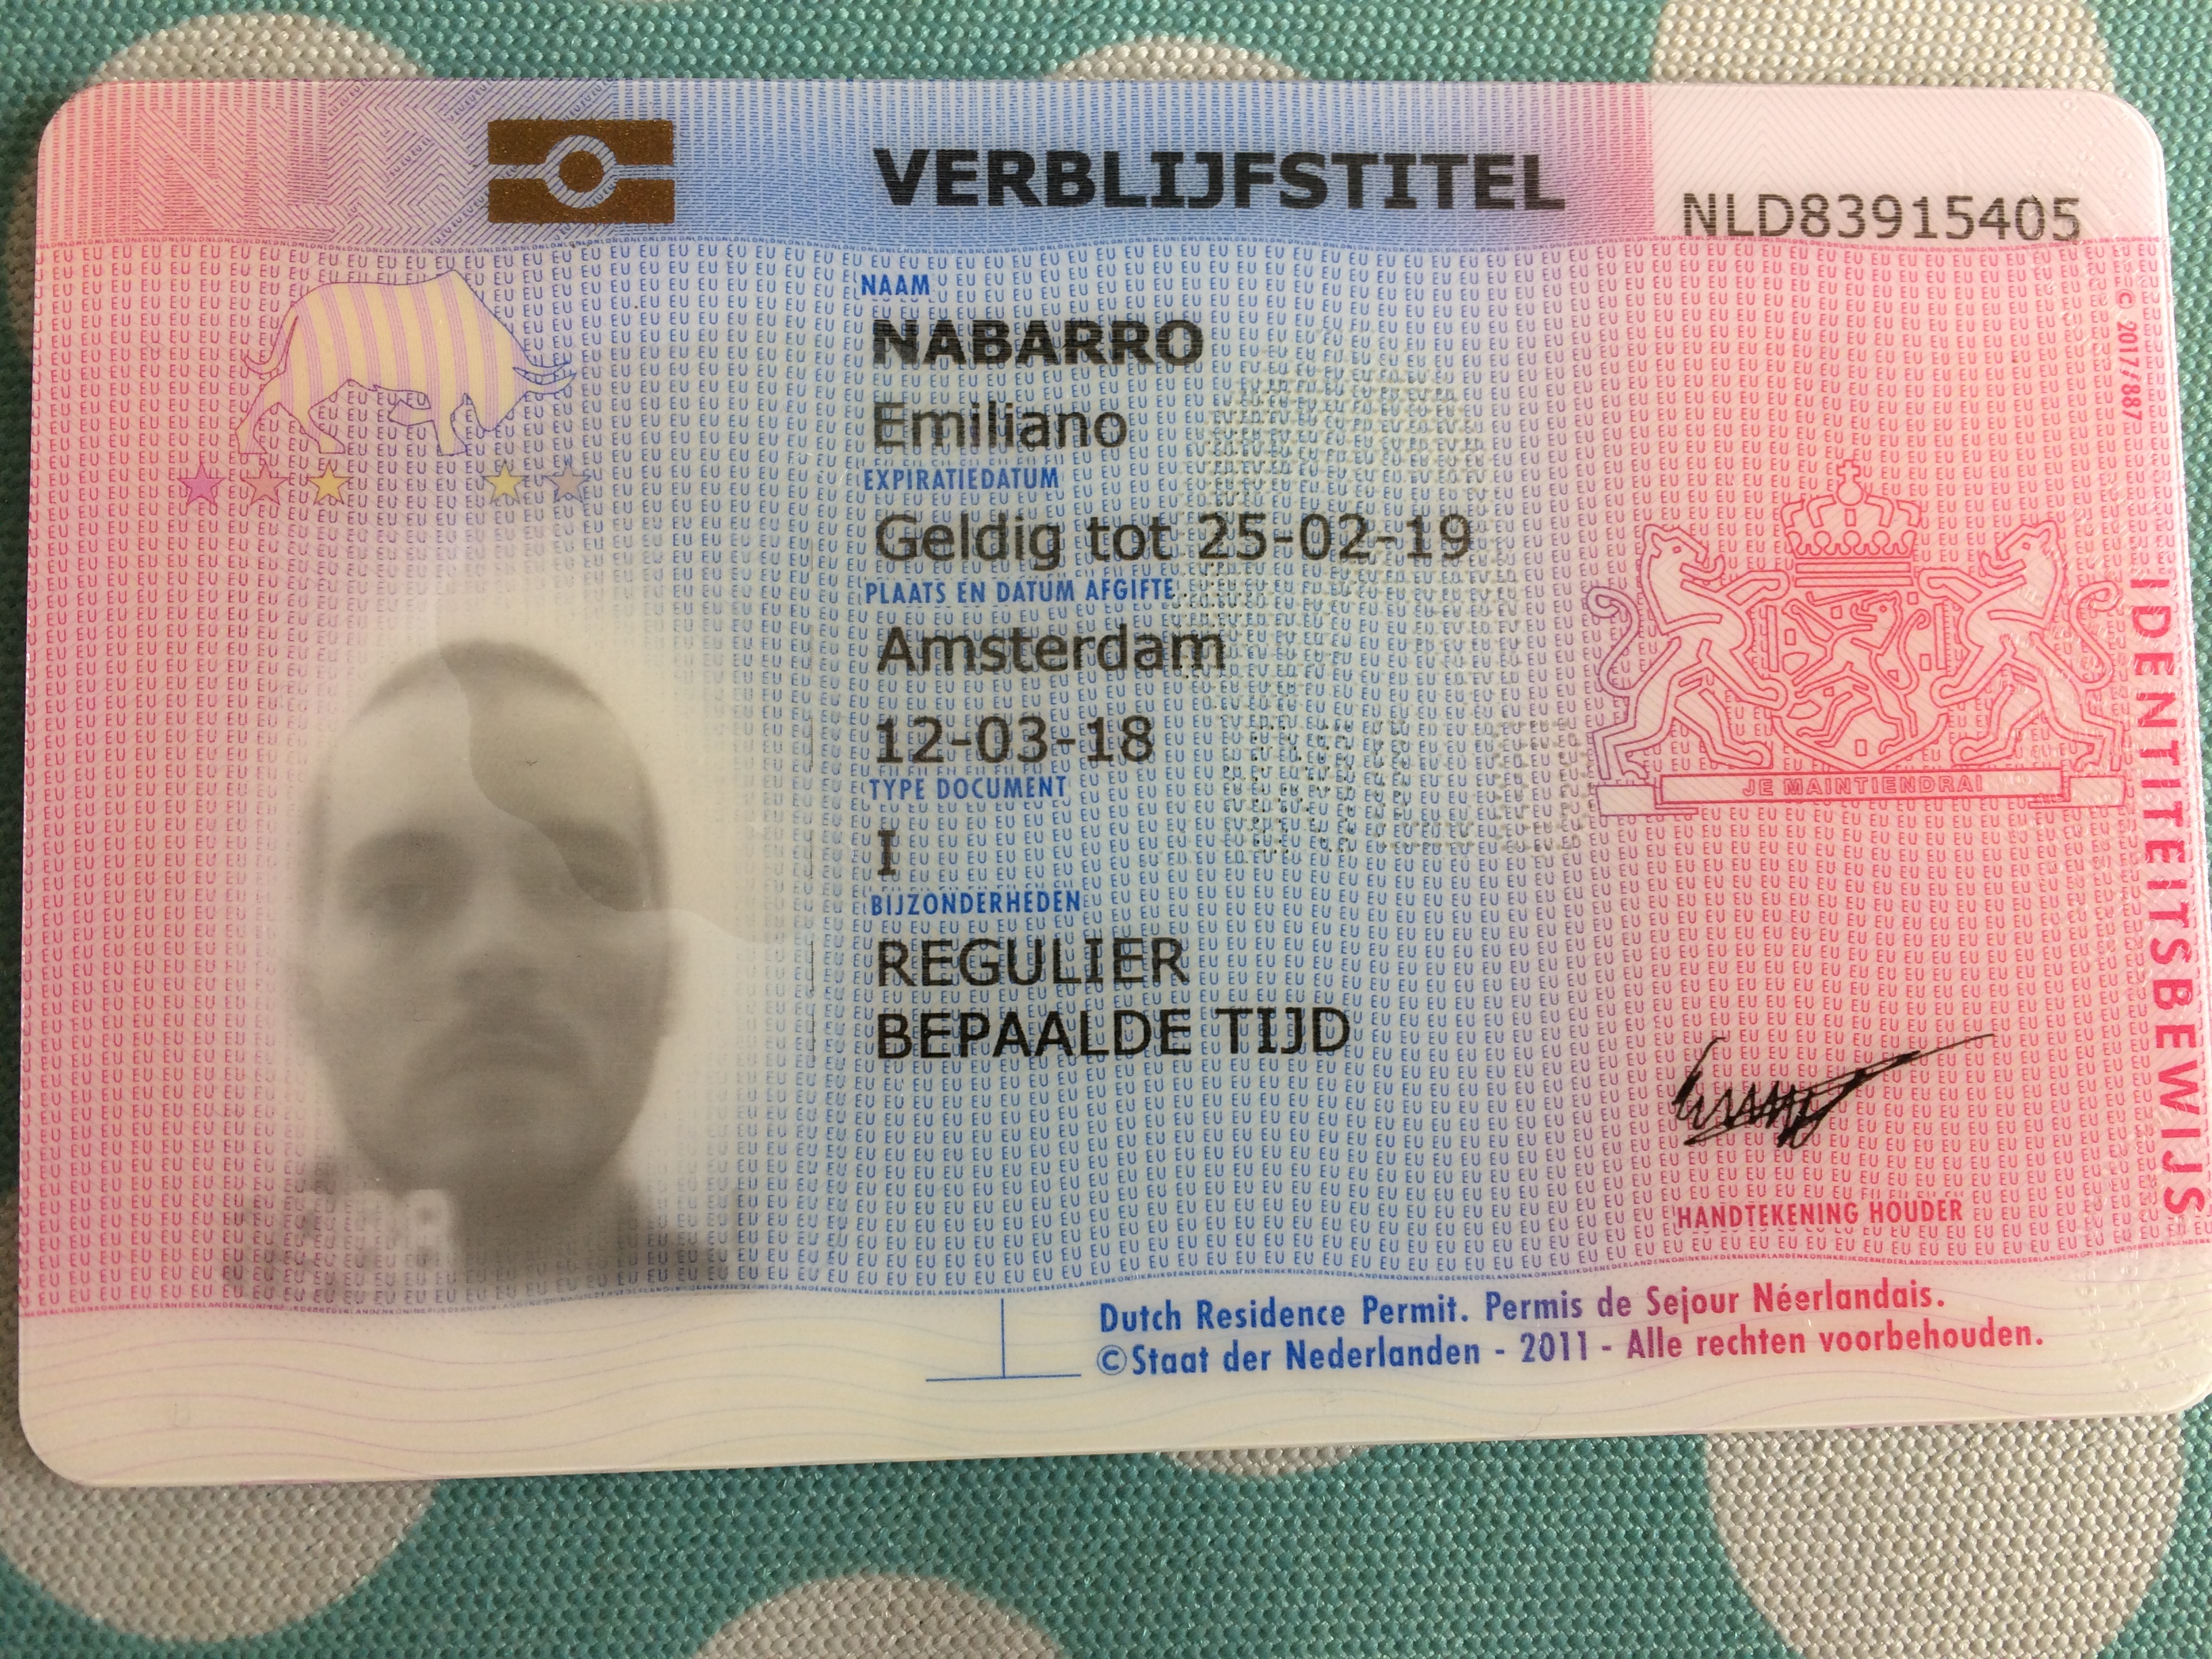 VERBLIJFSTITEL
NLD83915405
NAAM
NABARRO
Emiliano
EXPIRATIEDATUM
Geldig tot 25-02-19
PLAATS EN DATUM AFGIFTE
Amsterdam
12-03-18
TYPE DOCUMENT
I
BIJZONDERHEDEN
REGULIER
BEPAALDE TIJD
JE MAINTIENDRAI
HANDTEKENING HOUDER
IDENTITEITSBEWIJS
Dutch Residence Permit. Permis de Sejour Néerlandais.
©Staat der Nederlanden - 2011 - Alle rechten voorbehouden.